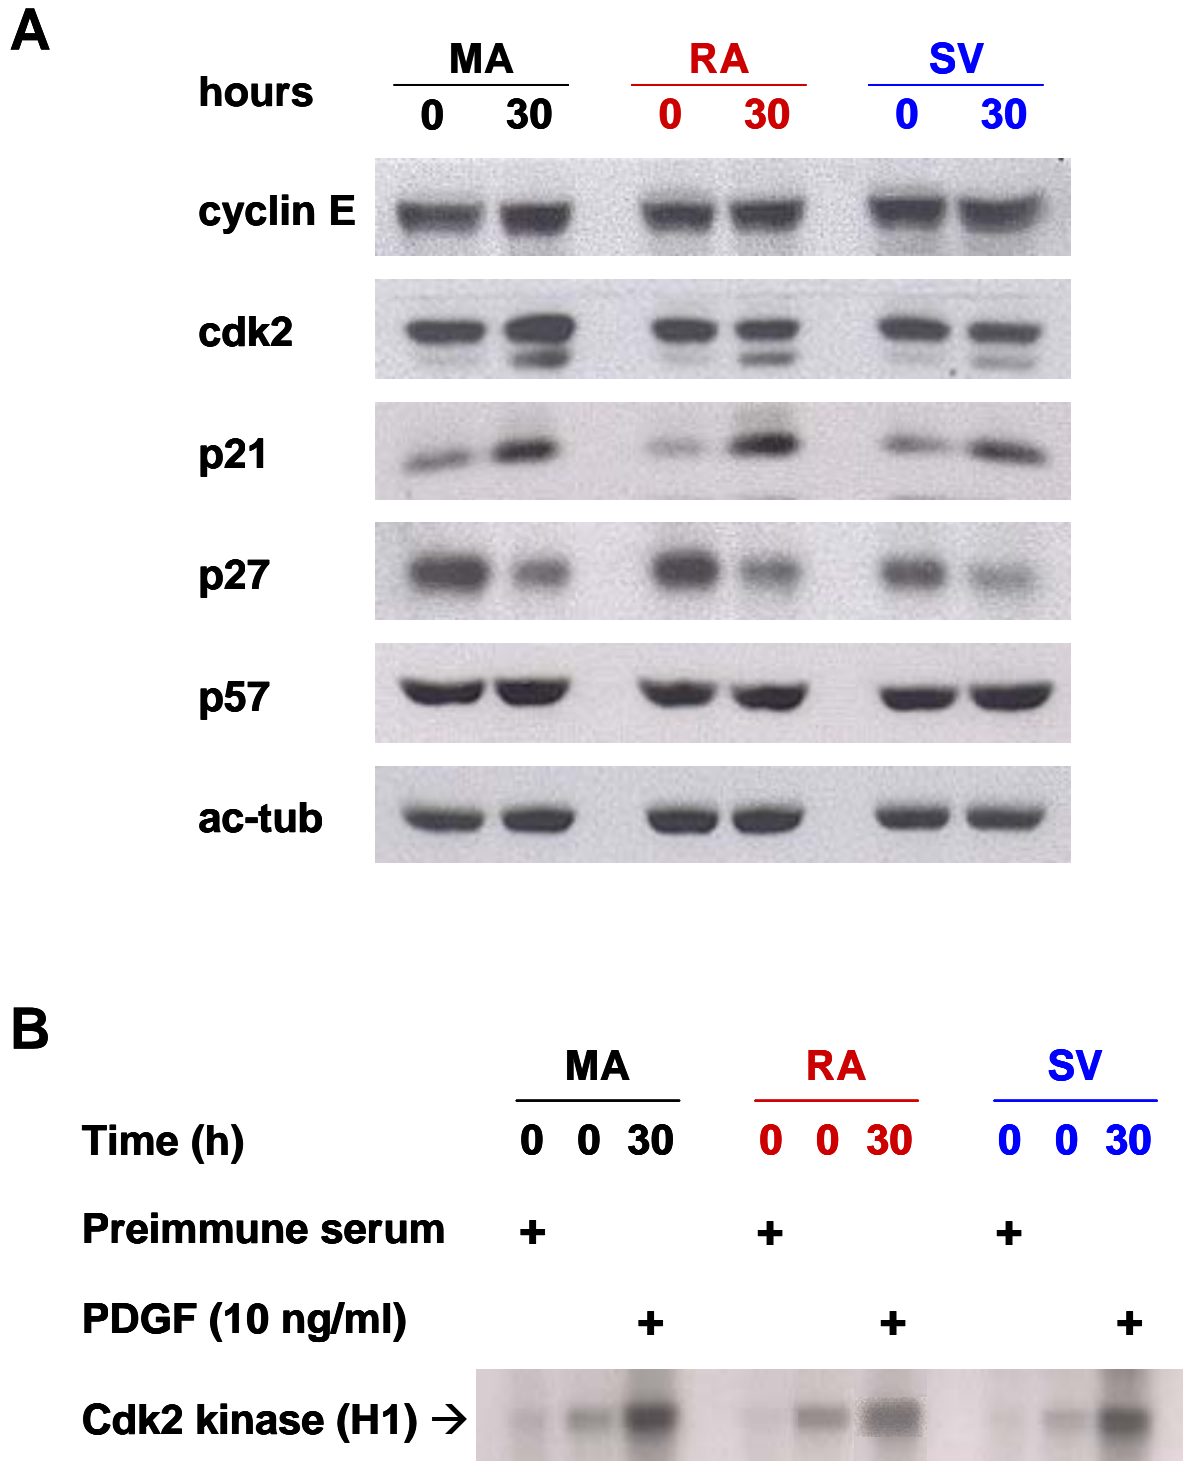 A
MA RA SV
hours
0 30 0 30 0 30
cyclin E
cdk2
p21
p27
p57
ac-tub
B
MA RA SV
Time (h) 0 0 30 0 0 30 0 0 30
Preimmune serum + + +
PDGF (10 ng/ml) + + +
Cdk2 kinase (H1) →